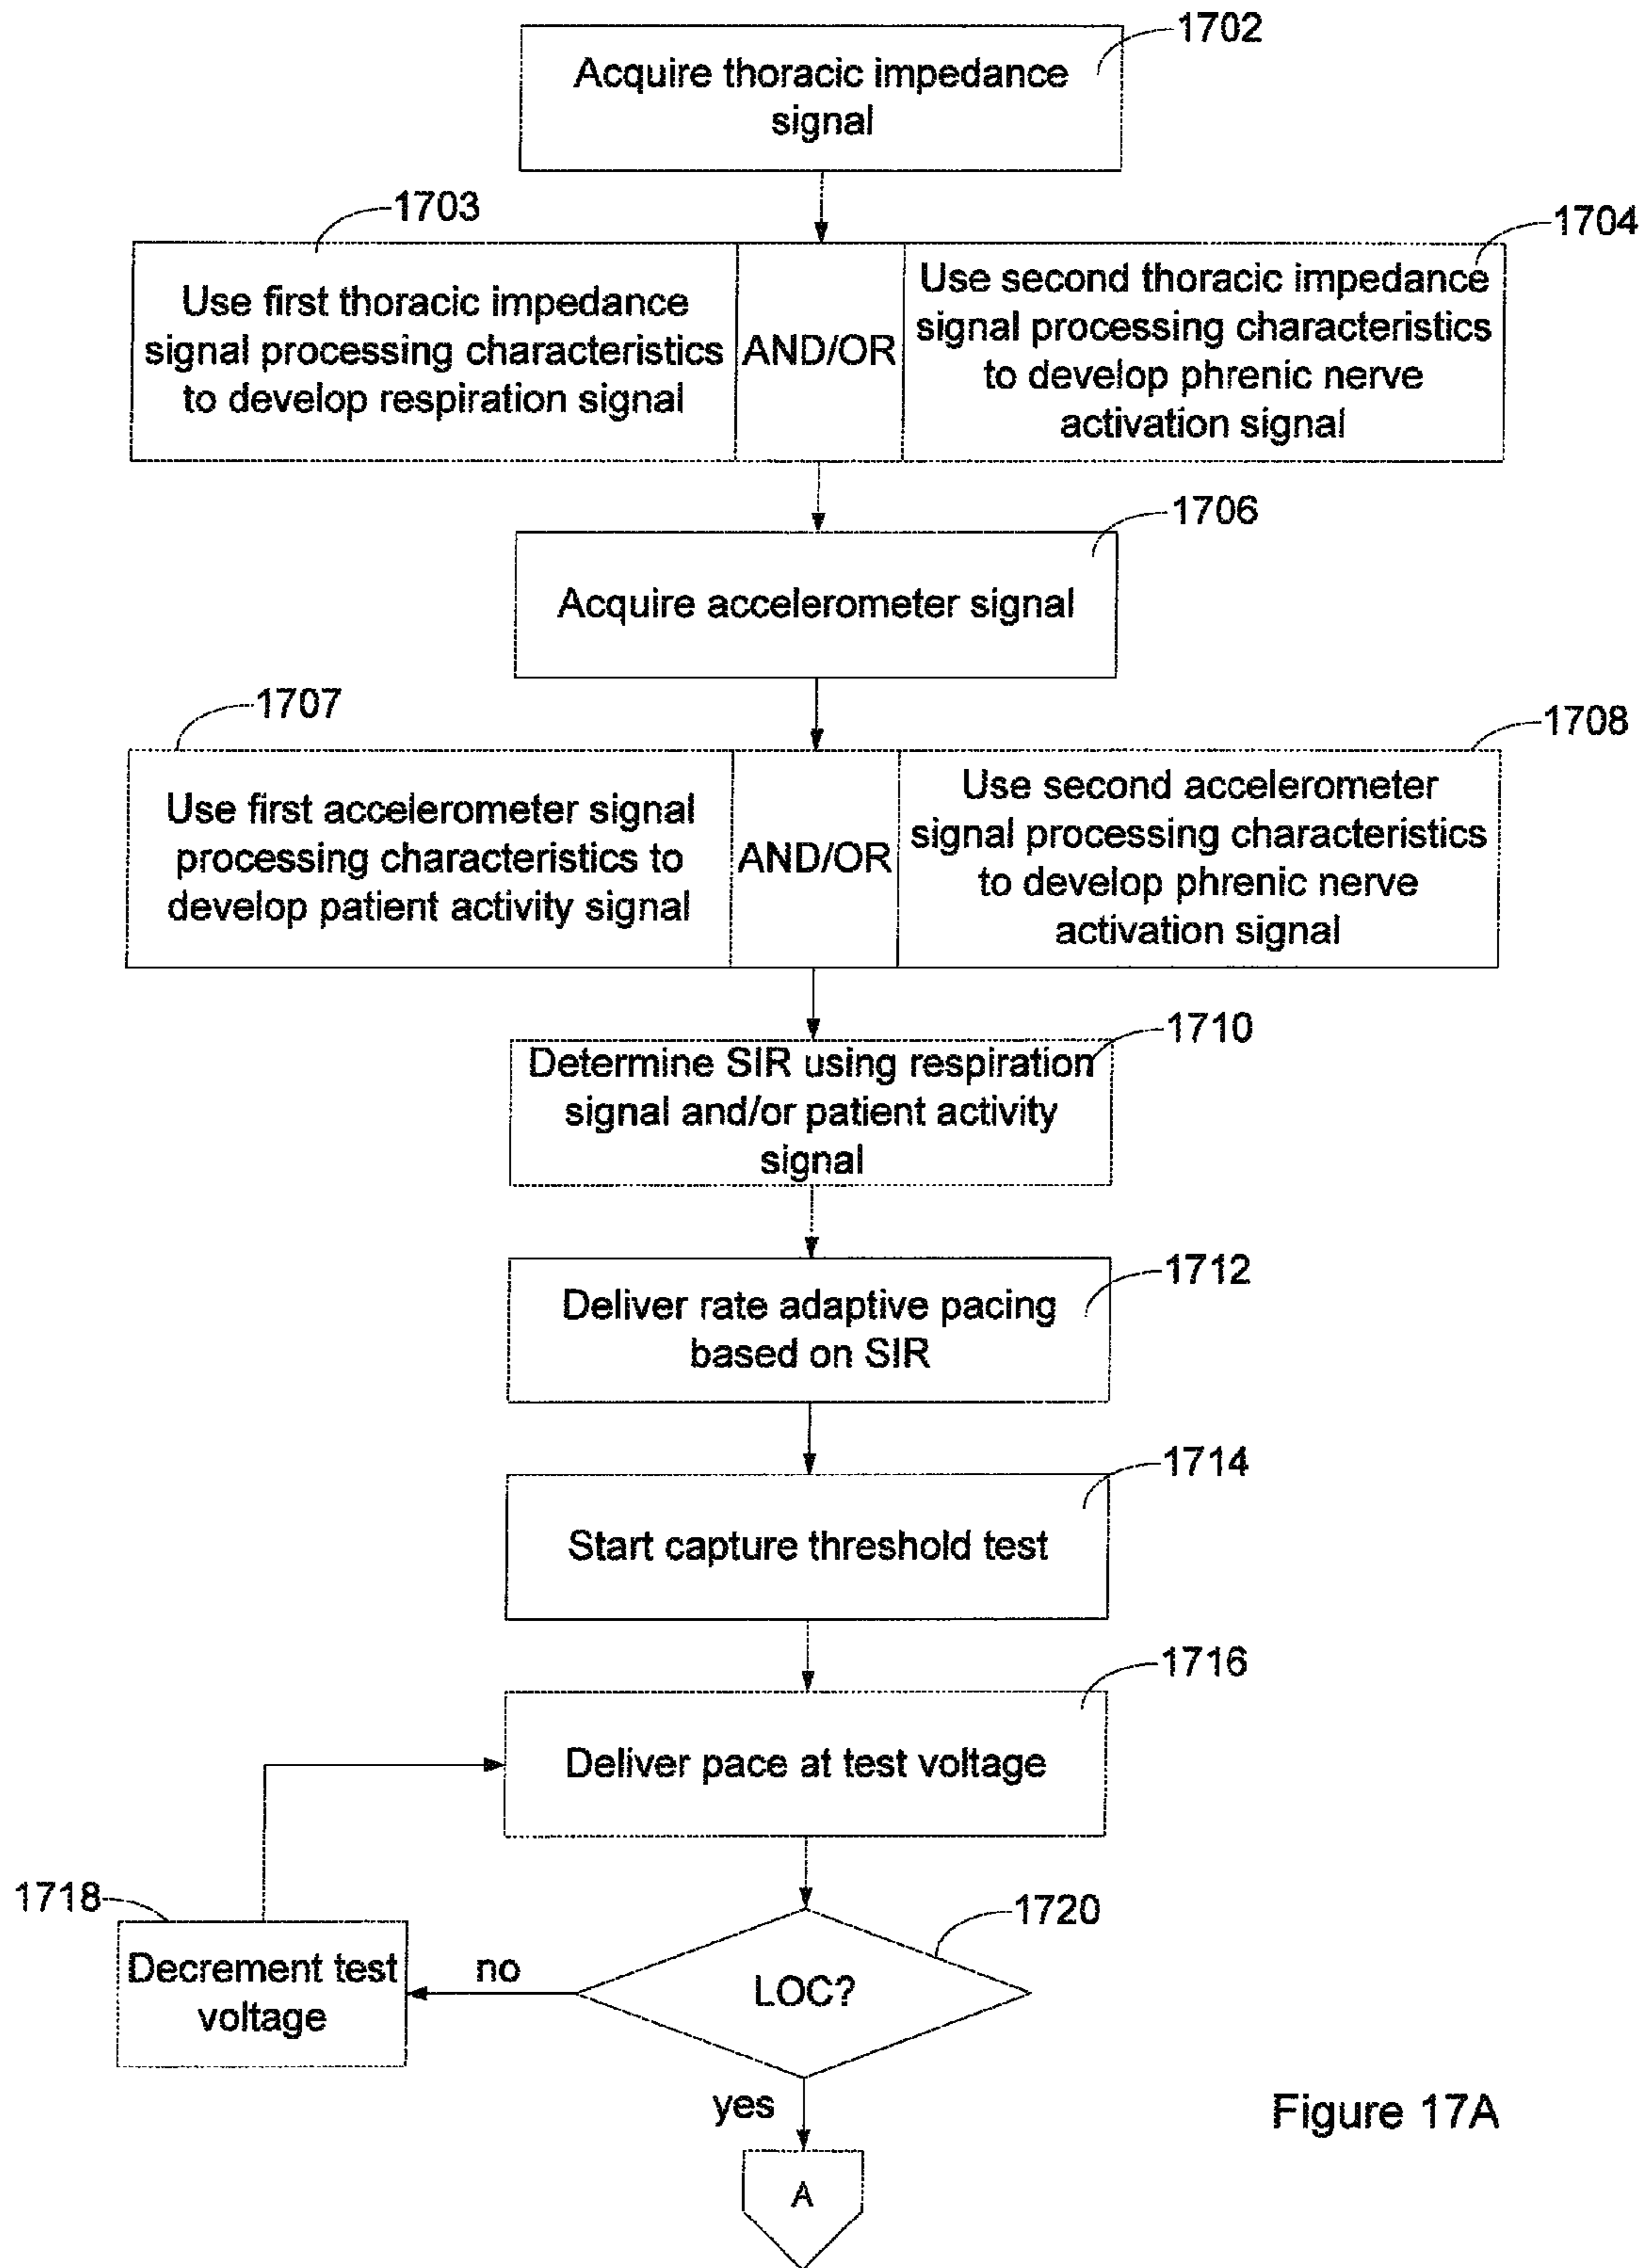 1702
Acquire thoracic impedance
signal
1703
1704
Use first thoracic impedance
signal processing characteristics
to develop respiration signal
AND/OR
Use second thoracic impedance
signal processing characteristics
to develop phrenic nerve
activation signal
1706
Acquire accelerometer signal
1707
1708
Use first accelerometer signal
processing characteristics to
develop patient activity signal
AND/OR
Use second accelerometer
signal processing characteristics
to develop phrenic nerve
activation signal
1710
Determine SIR using respiration
signal and/or patient activity
signal
1712
Deliver rate adaptive pacing
based on SIR
1714
Start capture threshold test
1716
Deliver pace at test voltage
1718
Decrement test
voltage
no
1720
LOC?
yes
A
Figure 17A